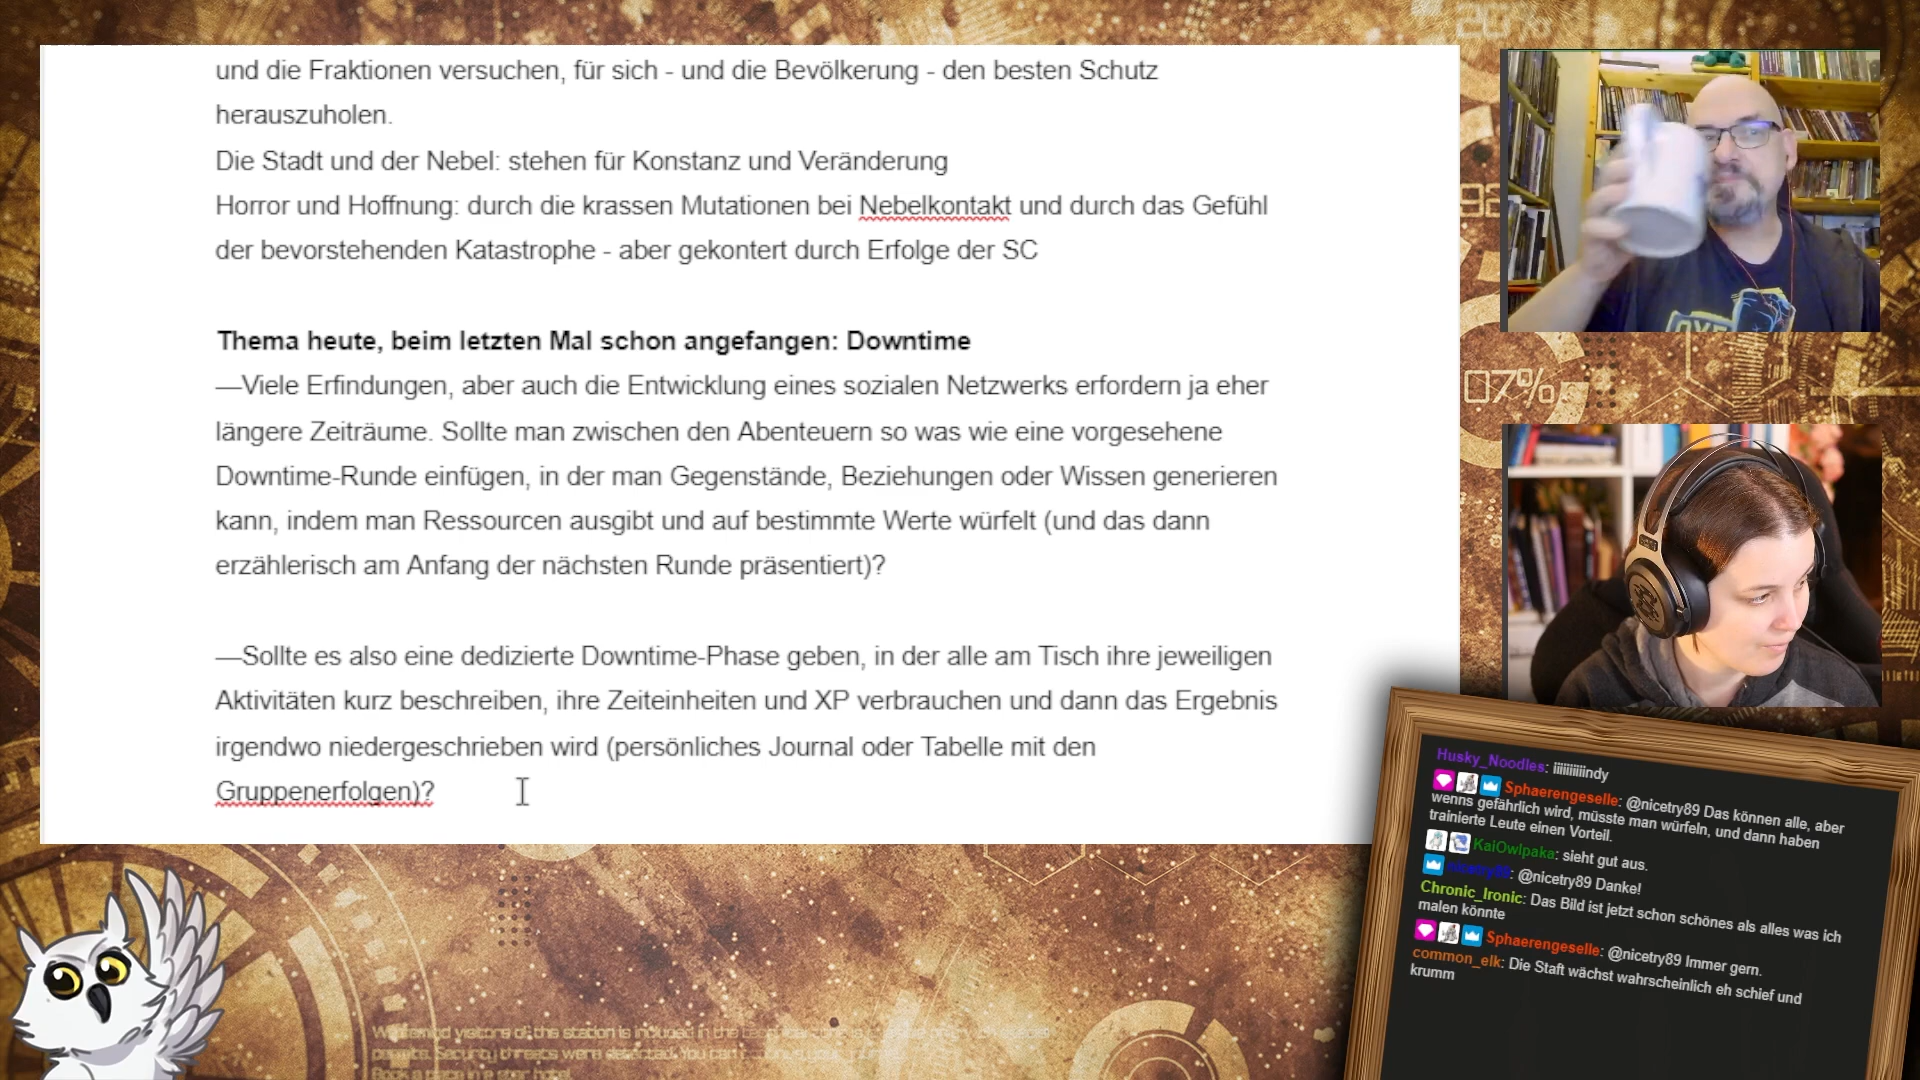 und die Fraktionen versuchen, für sich - und die Bevölkerung - den besten Schutz
herauszuholen.
Die Stadt und der Nebel: stehen für Konstanz und Veränderung
Horror und Hoffnung: durch die krassen Mutationen bei Nebelkontakt und durch das Gefühl
der bevorstehenden Katastrophe - aber gekontert durch Erfolge der SC
Thema heute, beim letzten Mal schon angefangen: Downtime
—Viele Erfindungen, aber auch die Entwicklung eines sozialen Netzwerks erfordern ja eher
längere Zeiträume. Sollte man zwischen den Abenteuern so was wie eine vorgesehene
Downtime-Runde einfügen, in der man Gegenstände, Beziehungen oder Wissen generieren
kann, indem man Ressourcen ausgibt und auf bestimmte Werte würfelt (und das dann
erzählerisch am Anfang der nächsten Runde präsentiert)?
—Sollte es also eine dedizierte Downtime-Phase geben, in der alle am Tisch ihre jeweiligen
Aktivitäten kurz beschreiben, ihre Zeiteinheiten und XP verbrauchen und dann das Ergebnis
irgendwo niedergeschrieben wird (persönliches Journal oder Tabelle mit den
Gruppenerfolgen)?
07%
Husky_Noodles: iiiiiiiiiindy
Sphaerengeselle: @nicetry89 Das können alle, aber
wenns gefährlich wird, müsste man würfeln, und dann haben
trainierte Leute einen Vorteil.
KaiOwlpaka: sieht gut aus.
nicetry89: @nicetry89 Danke!
Chronic_Ironic: Das Bild ist jetzt schon schönes als alles was ich
malen könnte
Sphaerengeselle: @nicetry89 Immer gern.
common_elk: Die Staft wächst wahrscheinlich eh schief und
krumm